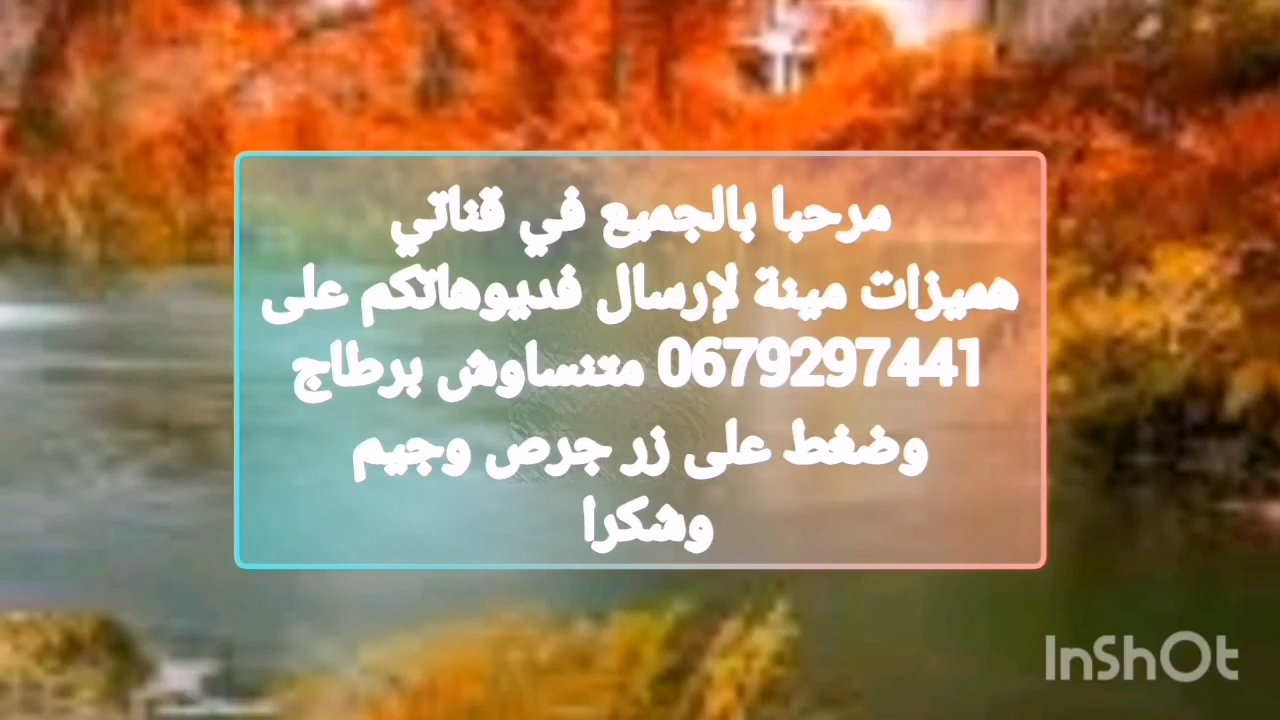 مرحبا بالجميع في قناتي
هميزات مينة لإرسال فديوهاتكم على
0679297441 متنساوش برطاج
وضغط على زر جرص وجيم
وشكرا
InShOt